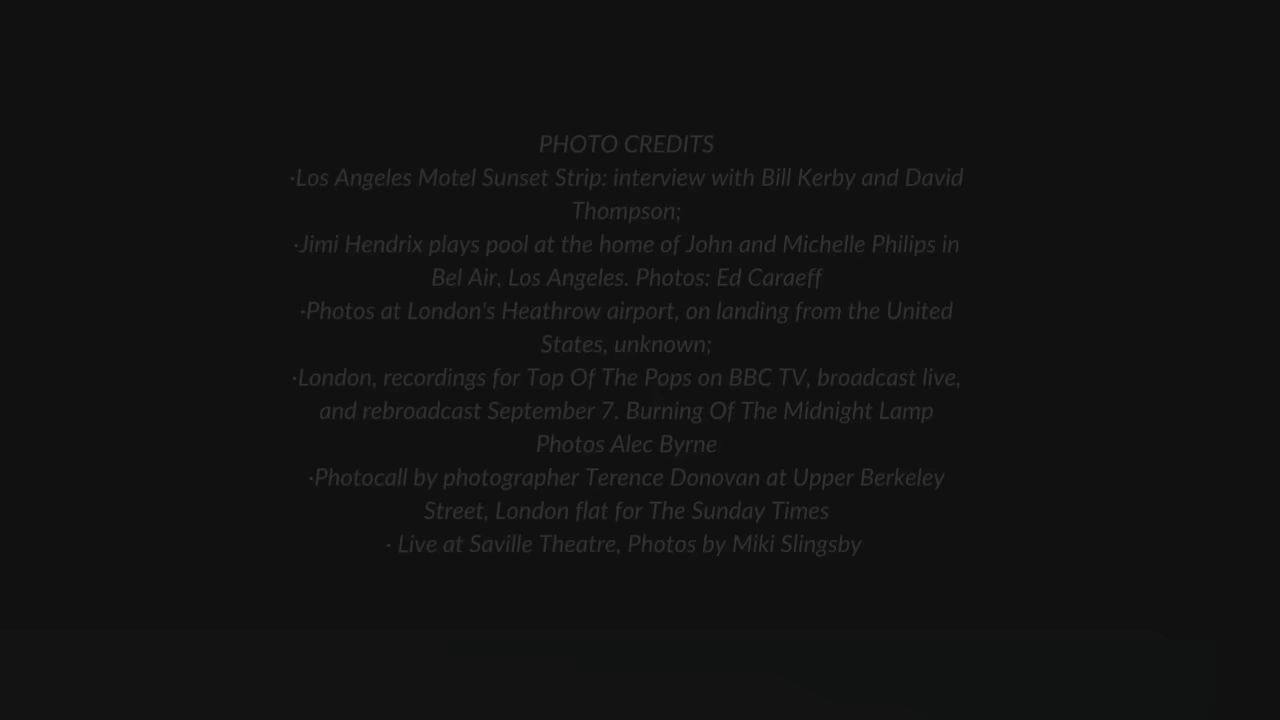 PHOTO CREDITS
·Los Angeles Motel Sunset Strip: interview with Bill Kerby and David
Thompson;
·Jimi Hendrix plays pool at the home of John and Michelle Philips in
Bel Air, Los Angeles. Photos: Ed Caraeff
·Photos at London's Heathrow airport, on landing from the United
States, unknown;
·London, recordings for Top Of The Pops on BBC TV, broadcast live,
and rebroadcast September 7. Burning Of The Midnight Lamp
Photos Alec Byrne
·Photocall by photographer Terence Donovan at Upper Berkeley
Street, London flat for The Sunday Times
· Live at Saville Theatre, Photos by Miki Slingsby